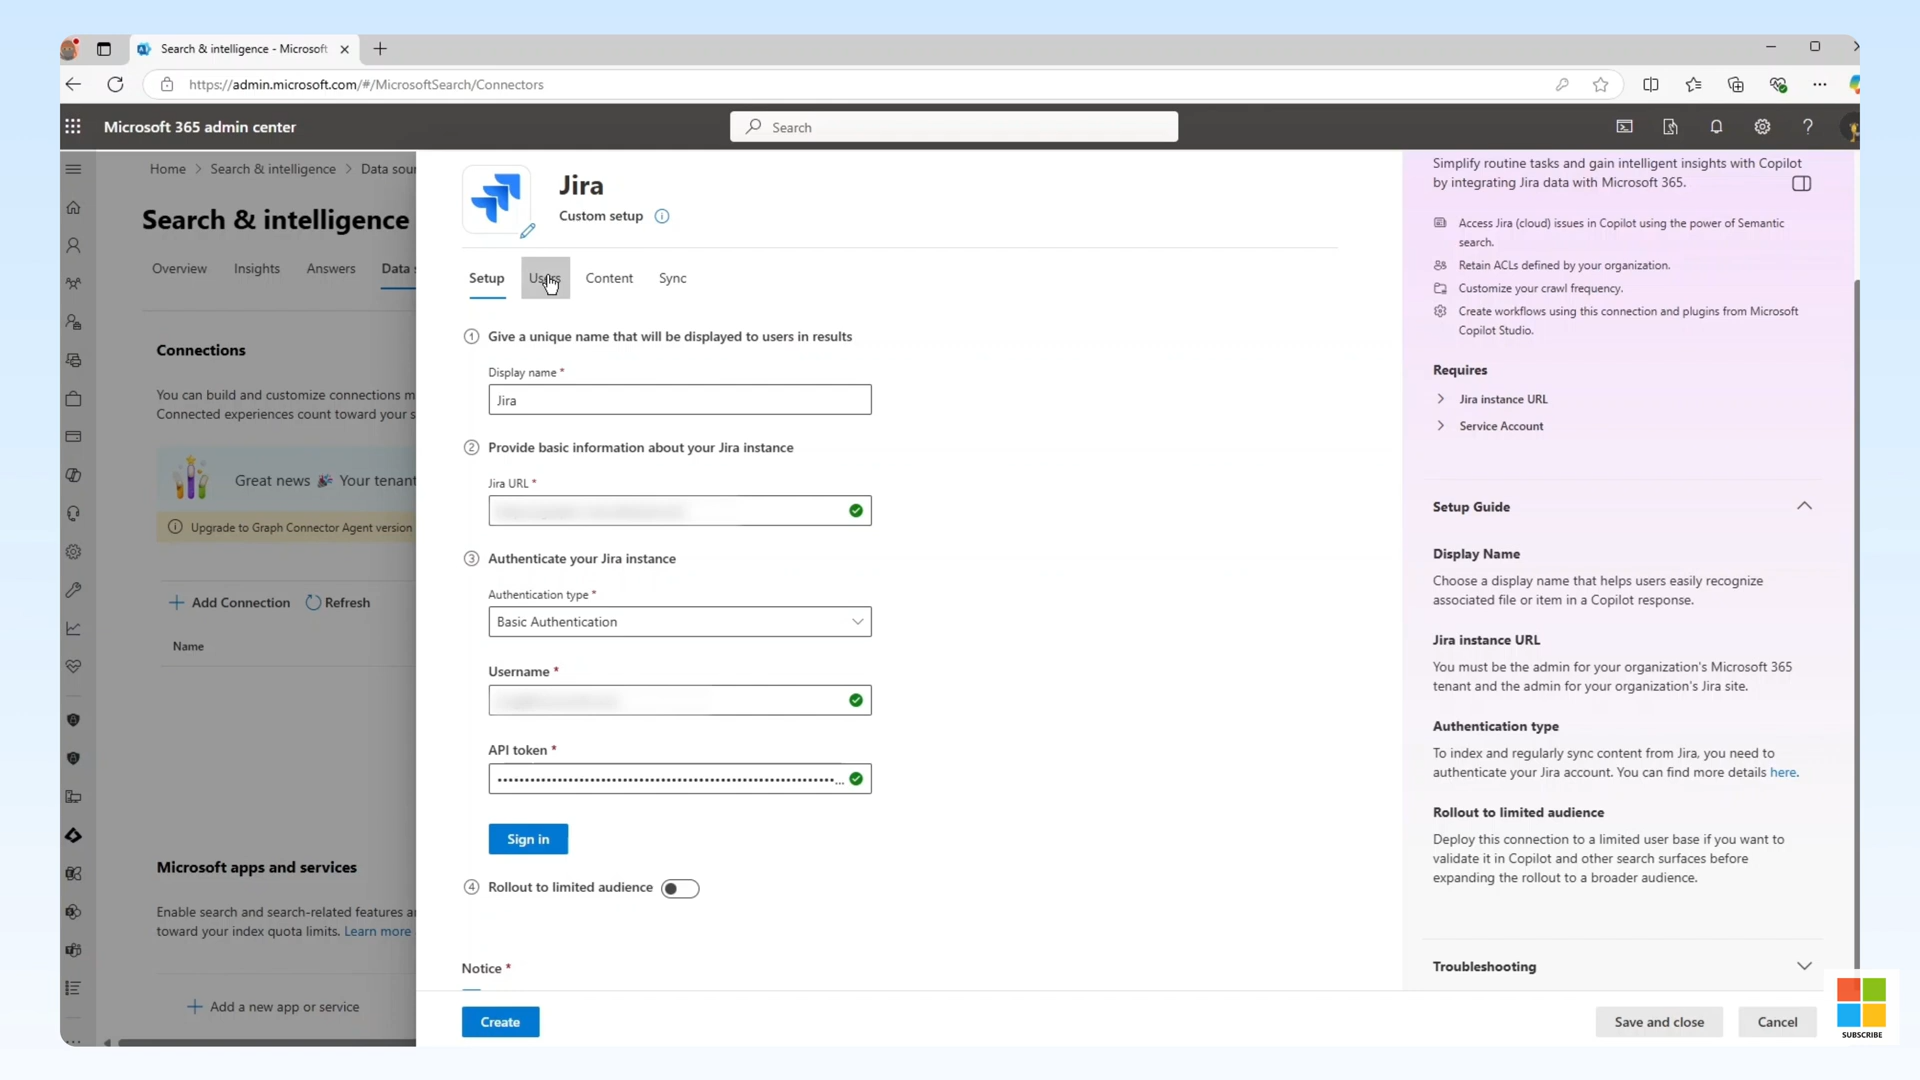 Search & intelligence - Microsoft
https://admin.microsoft.com/#/MicrosoftSearch/Connectors
Microsoft 365 admin center
Search
Home > Search & intelligence > Data sour
Search & intelligence
Overview Insights Answers Data s
Connections
You can build and customize connections m
Connected experiences count toward your s
Great news 🎉 Your tenant
Upgrade to Graph Connector Agent version
Add Connection Refresh
Name
Microsoft apps and services
Enable search and search-related features a
toward your index quota limits. Learn more
Add a new app or service
Jira
Custom setup
Setup Users Content Sync
1 Give a unique name that will be displayed to users in results
Display name *
Jira
2 Provide basic information about your Jira instance
Jira URL *
3 Authenticate your Jira instance
Authentication type *
Basic Authentication
Username *
API token *
Sign in
4 Rollout to limited audience
Notice *
Create
Save and close
Cancel
Simplify routine tasks and gain intelligent insights with Copilot
by integrating Jira data with Microsoft 365.
Access Jira (cloud) issues in Copilot using the power of Semantic
search.
Retain ACLs defined by your organization.
Customize your crawl frequency.
Create workflows using this connection and plugins from Microsoft
Copilot Studio.
Requires
Jira instance URL
Service Account
Setup Guide
Display Name
Choose a display name that helps users easily recognize
associated file or item in a Copilot response.
Jira instance URL
You must be the admin for your organization's Microsoft 365
tenant and the admin for your organization's Jira site.
Authentication type
To index and regularly sync content from Jira, you need to
authenticate your Jira account. You can find more details here.
Rollout to limited audience
Deploy this connection to a limited user base if you want to
validate it in Copilot and other search surfaces before
expanding the rollout to a broader audience.
Troubleshooting
SUBSCRIBE